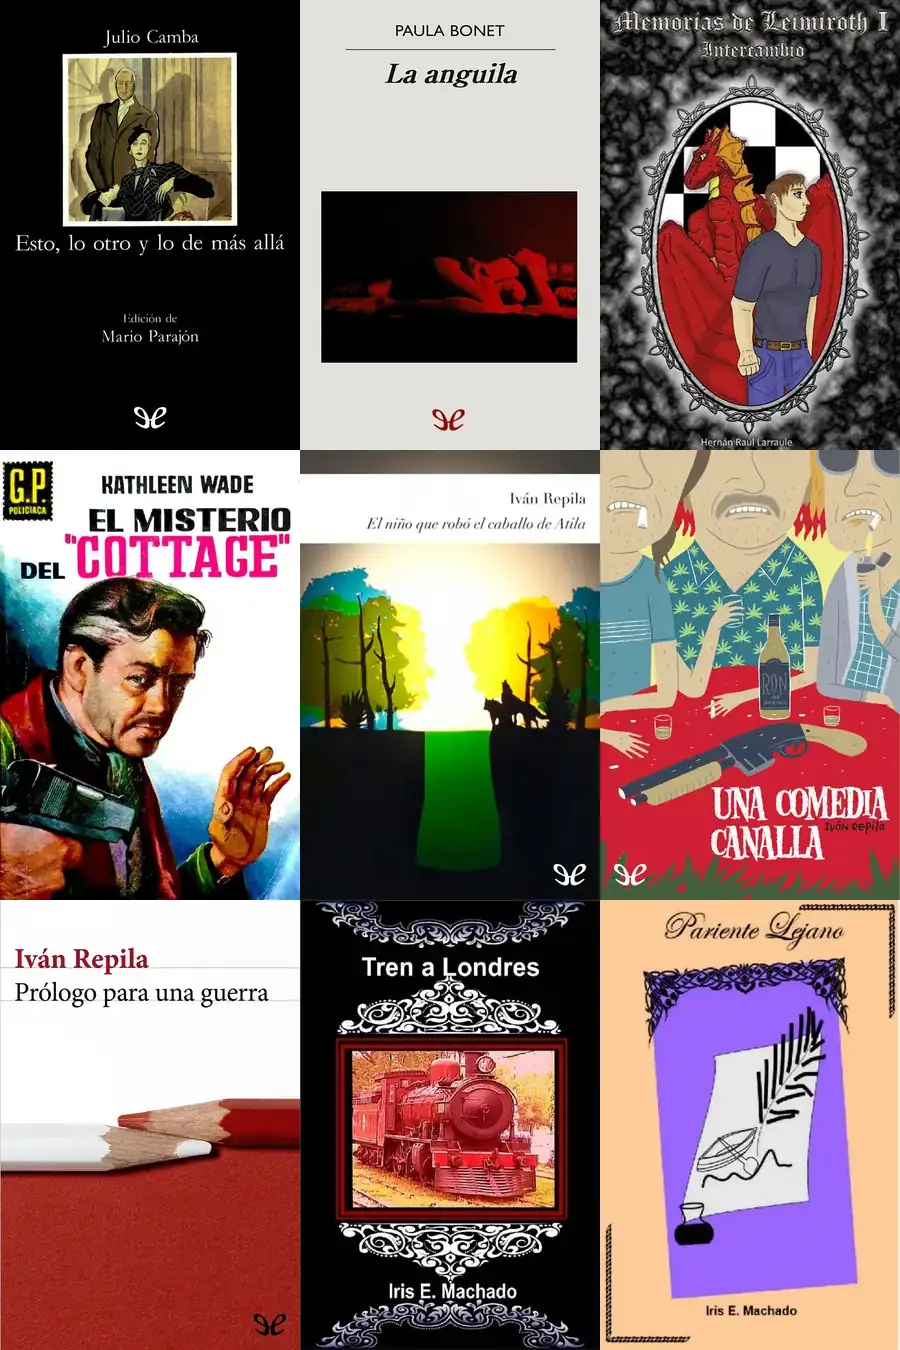 Julio Camba
Esto, lo otro y lo de más allá
Edición de
Mario Parajón
PAULA BONET
La anguila
Memorias de Leimiroth I
Intercambio
Hernán Raúl Larraule
G.P.
POLICIACA
KATHLEEN WADE
EL MISTERIO
DEL "COTTAGE"
Iván Repila
El niño que robó el caballo de Atila
RON
UNA COMEDIA
Iván Repila
CANALLA
Iván Repila
Prólogo para una guerra
Tren a Londres
Iris E. Machado
Pariente Lejano
Iris E. Machado